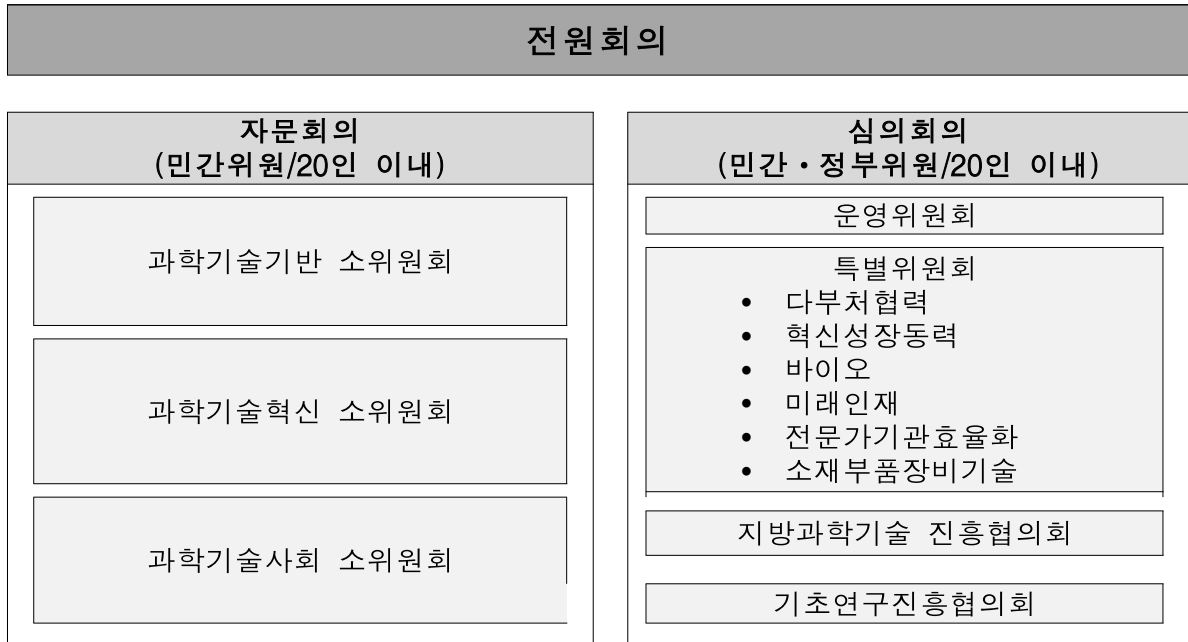 전원회의
자문회의
(민간위원/20인 이내)
과학기술기반 소위원회
과학기술혁신 소위원회
과학기술사회 소위원회
심의회의
(민간・정부위원/20인 이내)
운영위원회
특별위원회
• 다부처협력
• 혁신성장동력
• 바이오
• 미래인재
• 전문가기관효율화
• 소재부품장비기술
지방과학기술 진흥협의회
기초연구진흥협의회